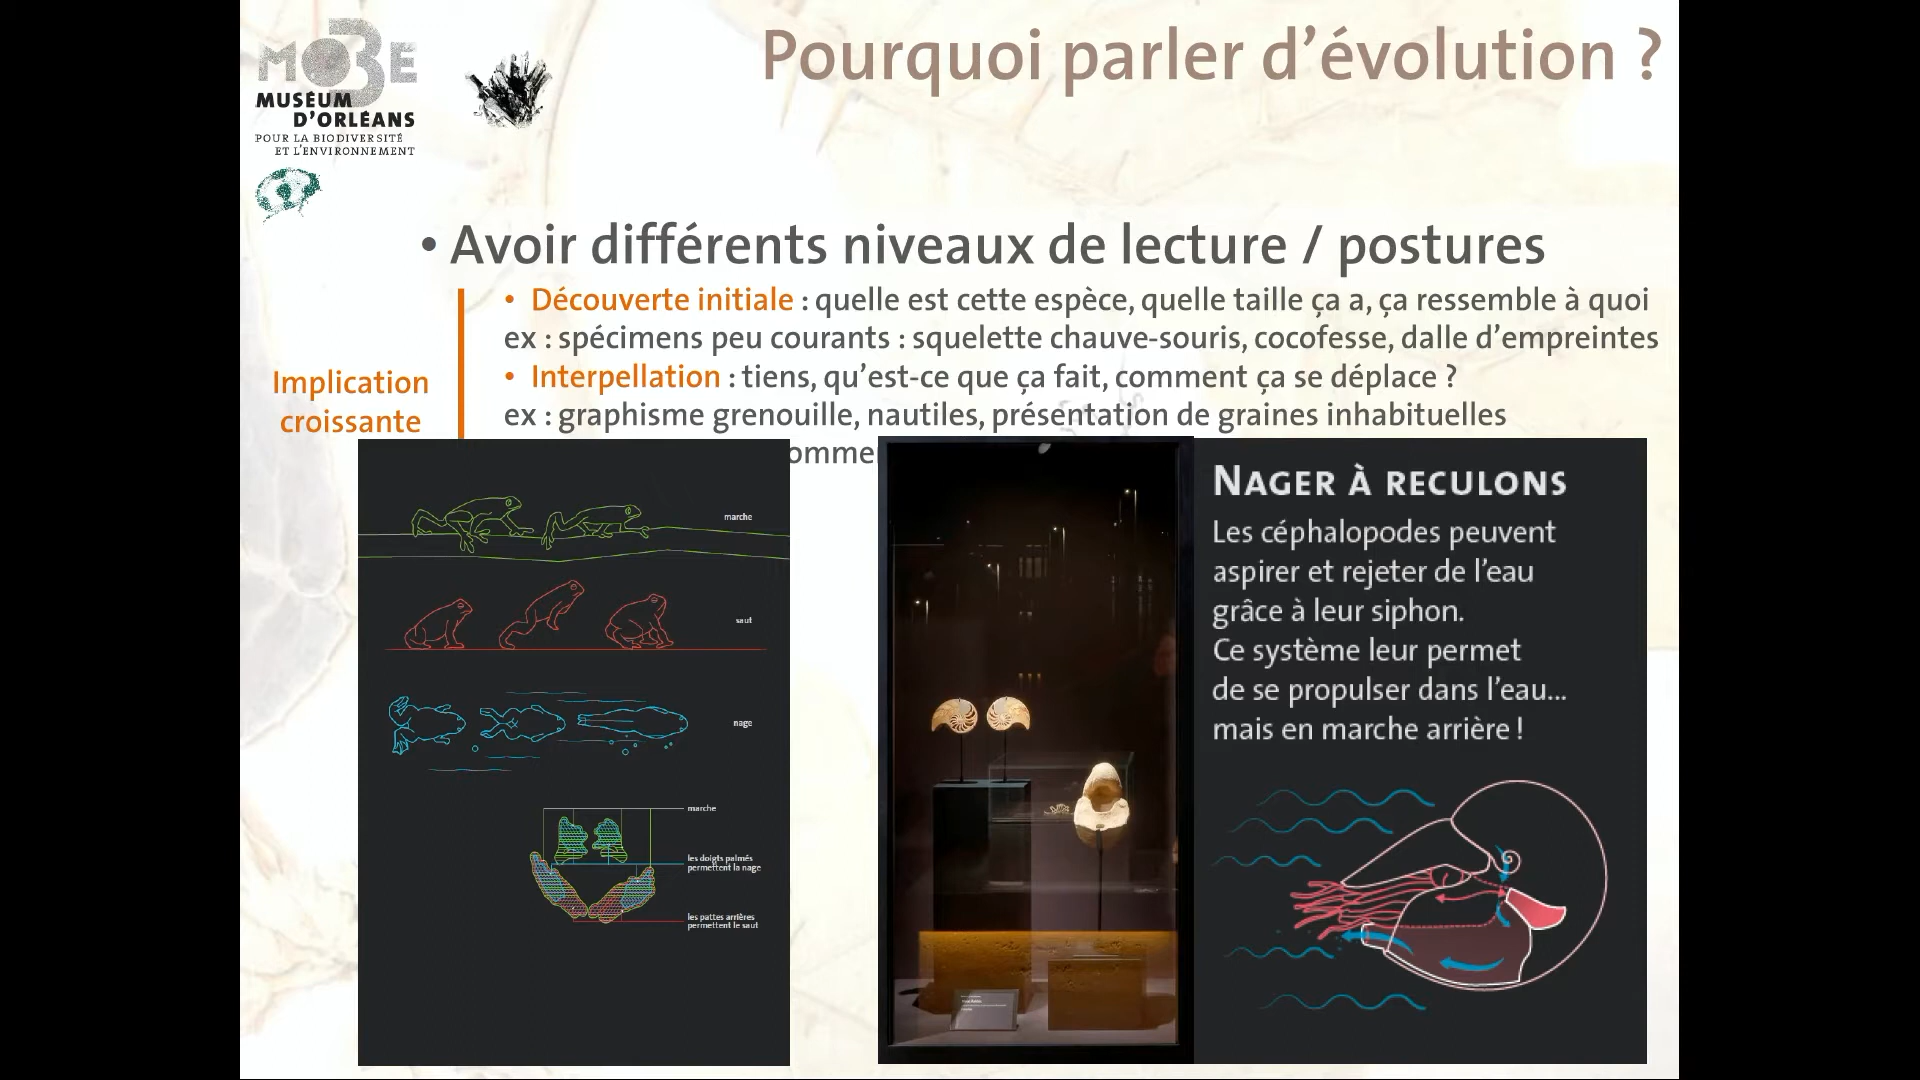 MOBE
MUSÉUM
D'ORLÉANS
POUR LA BIODIVERSITÉ
ET L'ENVIRONNEMENT
Pourquoi parler d'évolution ?
• Avoir différents niveaux de lecture / postures
• Découverte initiale : quelle est cette espèce, quelle taille ça a, ça ressemble à quoi
ex : spécimens peu courants : squelette chauve-souris, cocofesse, dalle d'empreintes
• Interpellation : tiens, qu'est-ce que ça fait, comment ça se déplace ?
ex : graphisme grenouille, nautiles, présentation de graines inhabituelles
Implication
croissante
marche
saut
nage
marche
les doigts palmés
permettent la nage
les pattes arrières
permettent le saut
NAGER À RECULONS
Les céphalopodes peuvent
aspirer et rejeter de l'eau
grâce à leur siphon.
Ce système leur permet
de se propulser dans l'eau...
mais en marche arrière !